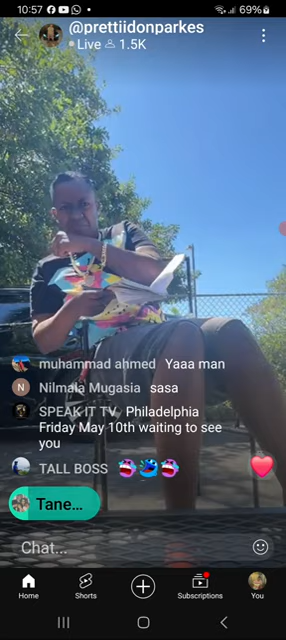 10:57
69%
@prettiidonparkes
Live 1.5K
muhammad ahmed Yaaa man
N Nilmala Mugasia sasa
SPEAK IT TV Philadelphia
Friday May 10th waiting to see
you
TALL BOSS
Tane...
Chat...
Home Shorts Subscriptions You